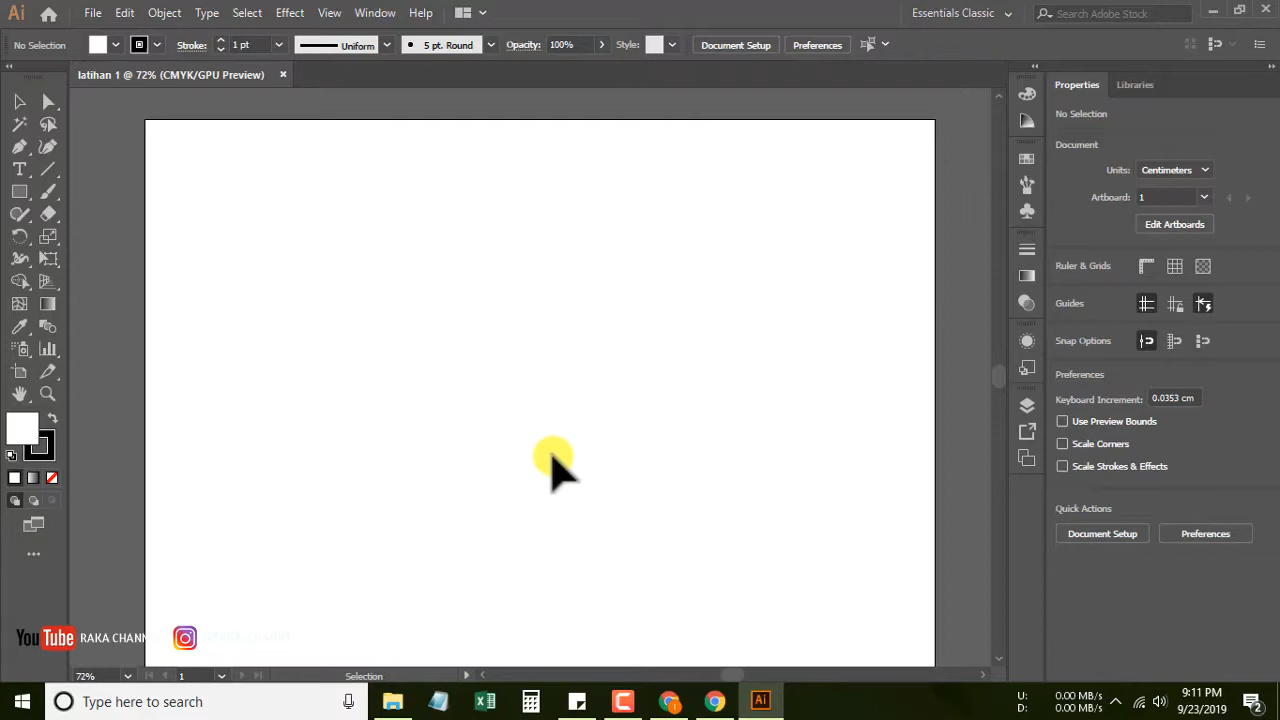 Ai File Edit Object Type Select Effect View Window Help Essentials Classic Search Adobe Stock
No Selection Stroke: 1 pt Uniform 5 pt. Round Opacity: 100% Style: Document Setup Preferences
latihan 1 @ 72% (CMYK/GPU Preview)
Properties Libraries
No Selection
Document
Units: Centimeters
Artboard: 1
Edit Artboards
Ruler & Grids
Guides
Snap Options
Preferences
Keyboard Increment: 0.0353 cm
Use Preview Bounds
Scale Corners
Scale Strokes & Effects
Quick Actions
Document Setup Preferences
YouTube RAKA CHANN
72% 1 Selection
Type here to search
Ai
U: 0.00 MB/s
D: 0.00 MB/s
9:11 PM
9/23/2019
2